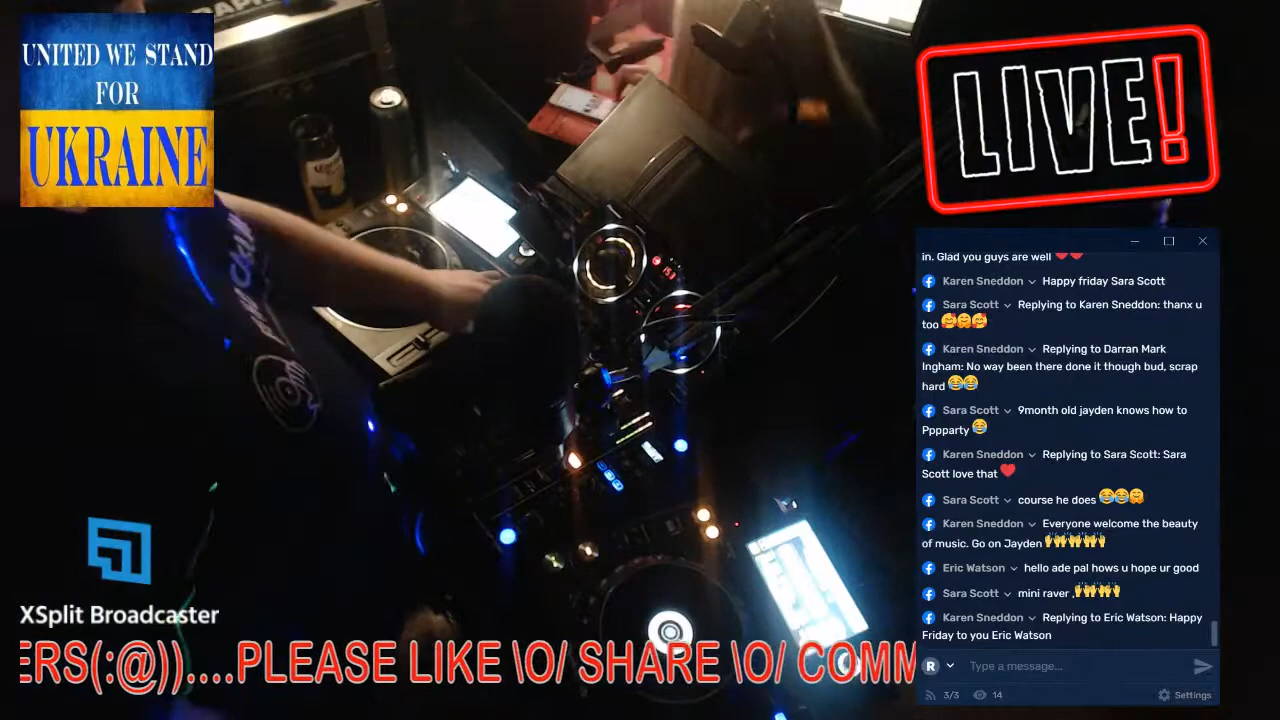 UNITED WE STAND
FOR
UKRAINE
LIVE!
in. Glad you guys are well ❤️❤️
Karen Sneddon Happy friday Sara Scott
Sara Scott Replying to Karen Sneddon: thanx u
too 🥰🤗🥰
Karen Sneddon Replying to Darran Mark
Ingham: No way been there done it though bud, scrap
hard 😂😂
Sara Scott 9month old jayden knows how to
Pppparty 😂
Karen Sneddon Replying to Sara Scott: Sara
Scott love that ❤️
Sara Scott course he does 😂😂🤗
Karen Sneddon Everyone welcome the beauty
of music. Go on Jayden 🙌🙌🙌🙌
Eric Watson hello ade pal hows u hope ur good
Sara Scott mini raver ,🙌🙌🙌
Karen Sneddon Replying to Eric Watson: Happy
Friday to you Eric Watson
R Type a message...
3/3 14 Settings
XSplit Broadcaster
ERS(:@))....PLEASE LIKE \O/ SHARE \O/ COMM